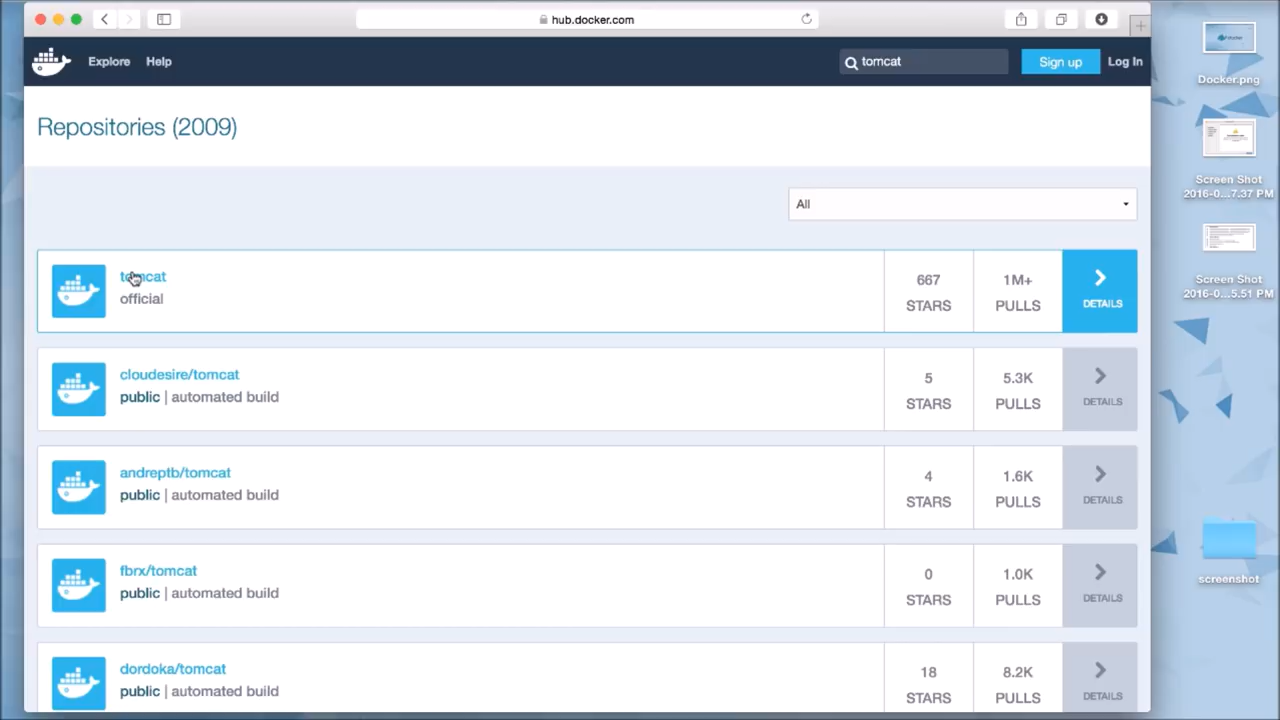 hub.docker.com
Explore
Help
tomcat
Sign up
Log In
Repositories (2009)
All
tomcat
official
667
STARS
1M+
PULLS
DETAILS
cloudesire/tomcat
public | automated build
5
STARS
5.3K
PULLS
DETAILS
andreptb/tomcat
public | automated build
4
STARS
1.6K
PULLS
DETAILS
fbrx/tomcat
public | automated build
0
STARS
1.0K
PULLS
DETAILS
dordoka/tomcat
public | automated build
18
STARS
8.2K
PULLS
DETAILS
Docker.png
Screen Shot
2016-0...7.37 PM
Screen Shot
2016-0...5.51 PM
screenshot